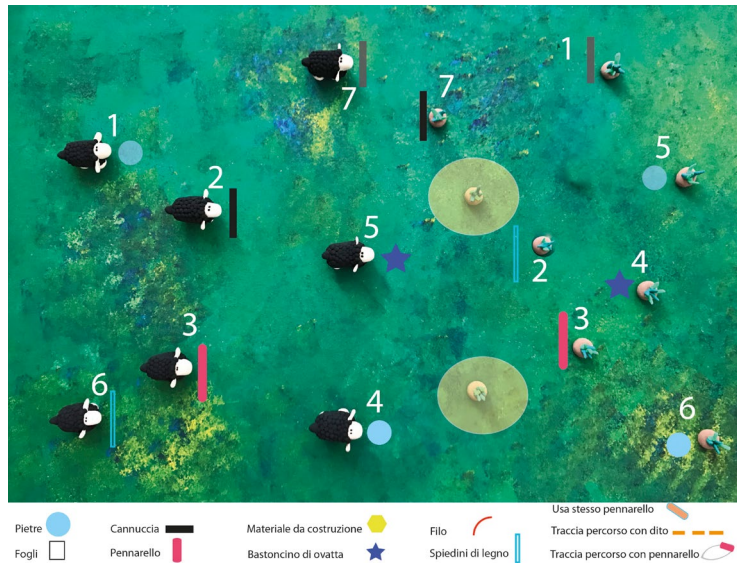 1
7
7
1
5
2
5
2
4
3
3
6
4
6
Pietre
Fogli
Cannuccia
Pennarello
Materiale da costruzione
Bastoncino di ovatta
Filo
Spiedini di legno
Usa stesso pennarello
Traccia percorso con dito
Traccia percorso con pennarello